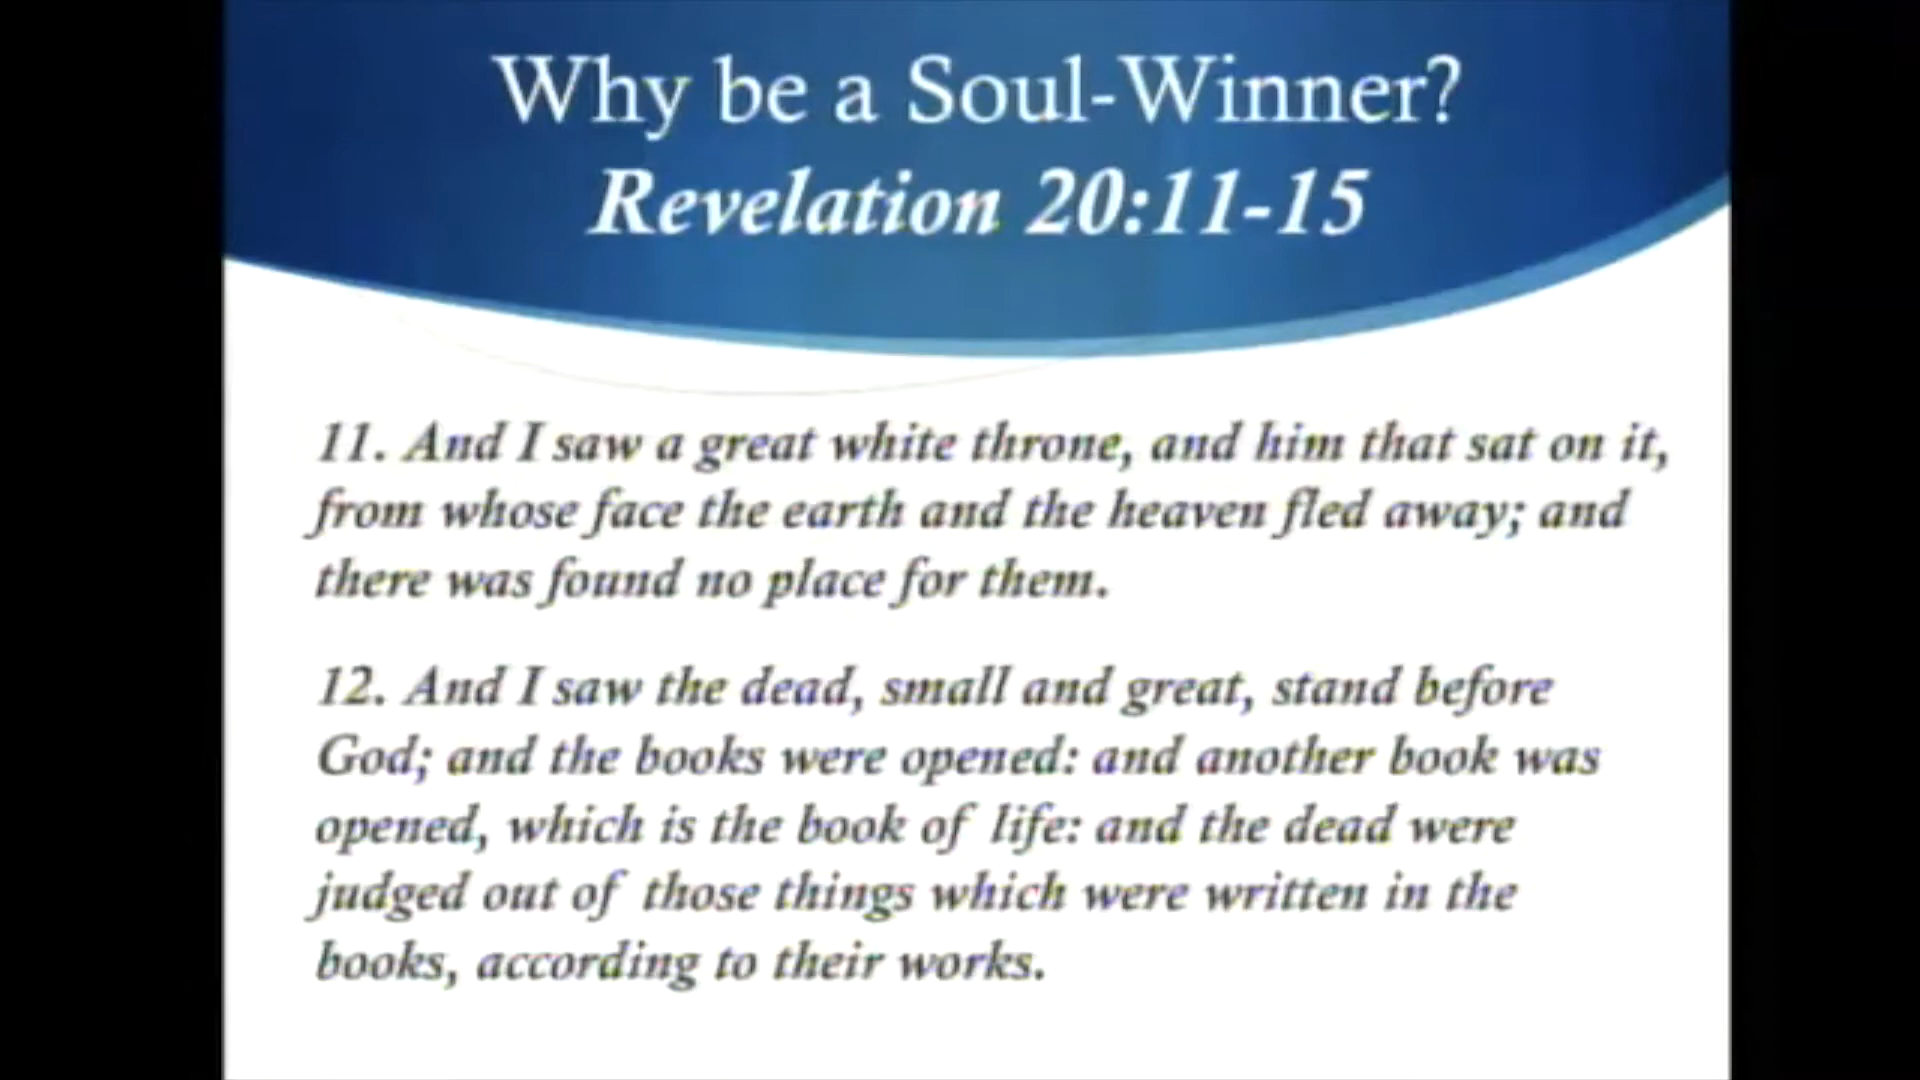 Why be a Soul-Winner?
Revelation 20:11-15
11. And I saw a great white throne, and him that sat on it,
from whose face the earth and the heaven fled away; and
there was found no place for them.
12. And I saw the dead, small and great, stand before
God; and the books were opened: and another book was
opened, which is the book of life: and the dead were
judged out of those things which were written in the
books, according to their works.